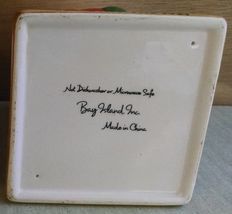 Not Dishwasher or Microwave Safe
Bay Island Inc.
Made in China